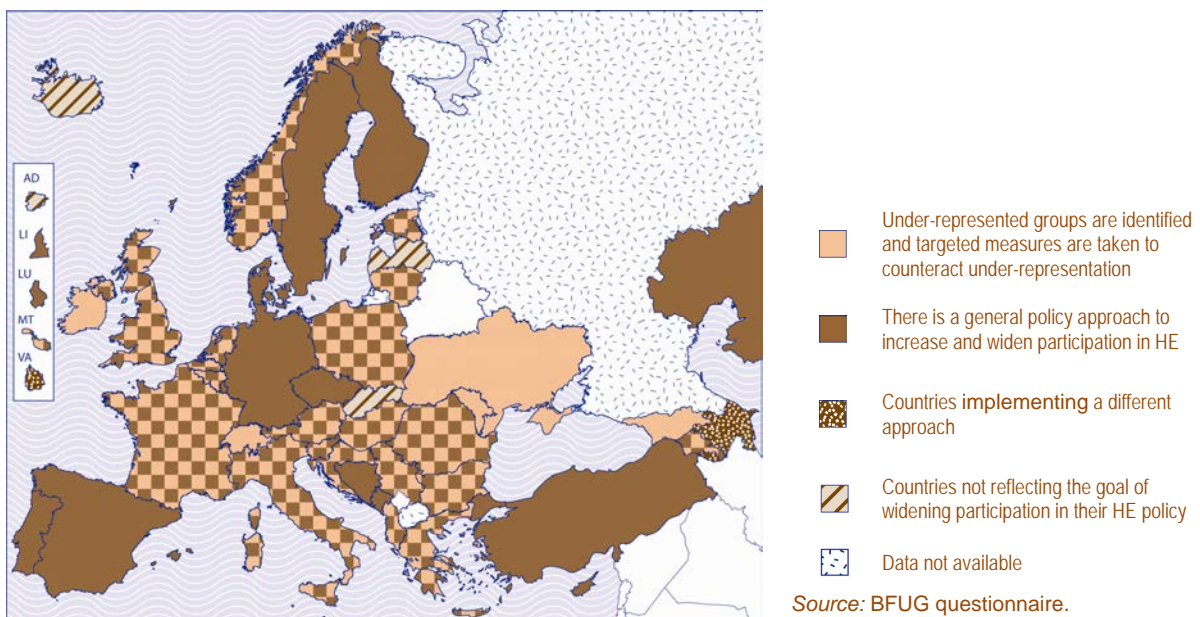 AD
LI
LU
MT
VA
Under-represented groups are identified
and targeted measures are taken to
counteract under-representation
There is a general policy approach to
increase and widen participation in HE
Countries implementing a different
approach
Countries not reflecting the goal of
widening participation in their HE policy
Data not available
Source: BFUG questionnaire.